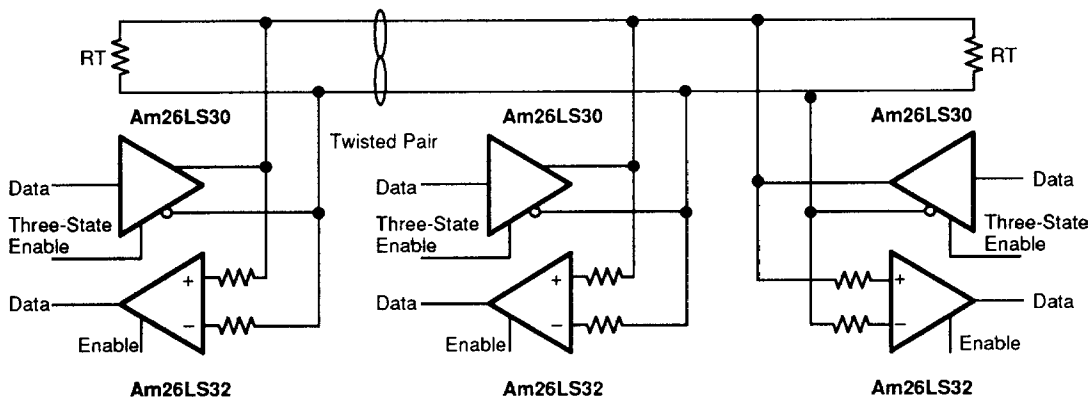 RT
RT
Am26LS30
Am26LS30
Am26LS30
Twisted Pair
Data
Data
Data
Three-State
Enable
Three-State
Enable
Three-State
Enable
+
+
+
Data
Data
Data
−
−
−
Enable
Enable
Enable
Am26LS32
Am26LS32
Am26LS32